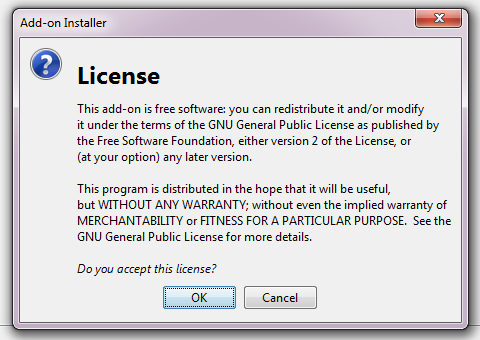 Add-on Installer
License
This add-on is free software: you can redistribute it and/or modify
it under the terms of the GNU General Public License as published by
the Free Software Foundation, either version 2 of the License, or
(at your option) any later version.
This program is distributed in the hope that it will be useful,
but WITHOUT ANY WARRANTY; without even the implied warranty of
MERCHANTABILITY or FITNESS FOR A PARTICULAR PURPOSE.  See the
GNU General Public License for more details.
Do you accept this license?
OK Cancel